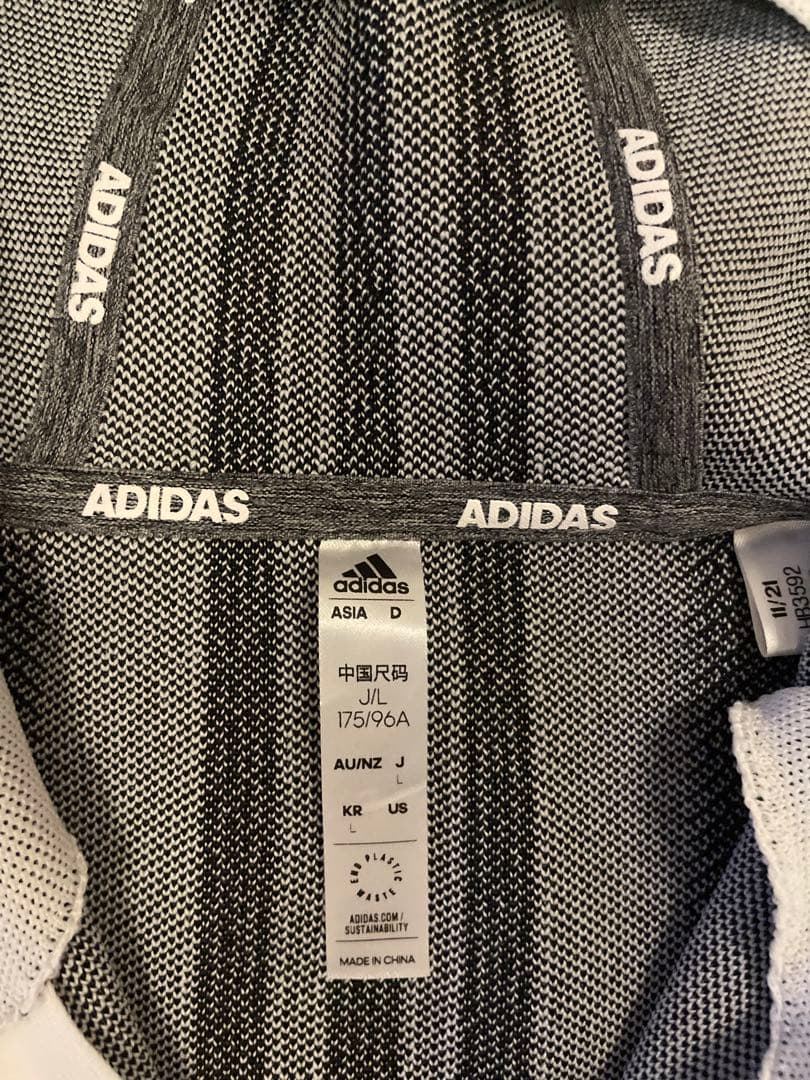 ADIDAS
ADIDAS
ADIDAS
ADIDAS
adidas
ASIA D
中国尺码
J/L
175/96A
AU/NZ J
L
KR US
L
END PLASTIC WASTE
ADIDAS.COM/
SUSTAINABILITY
MADE IN CHINA
11/21
HB3592